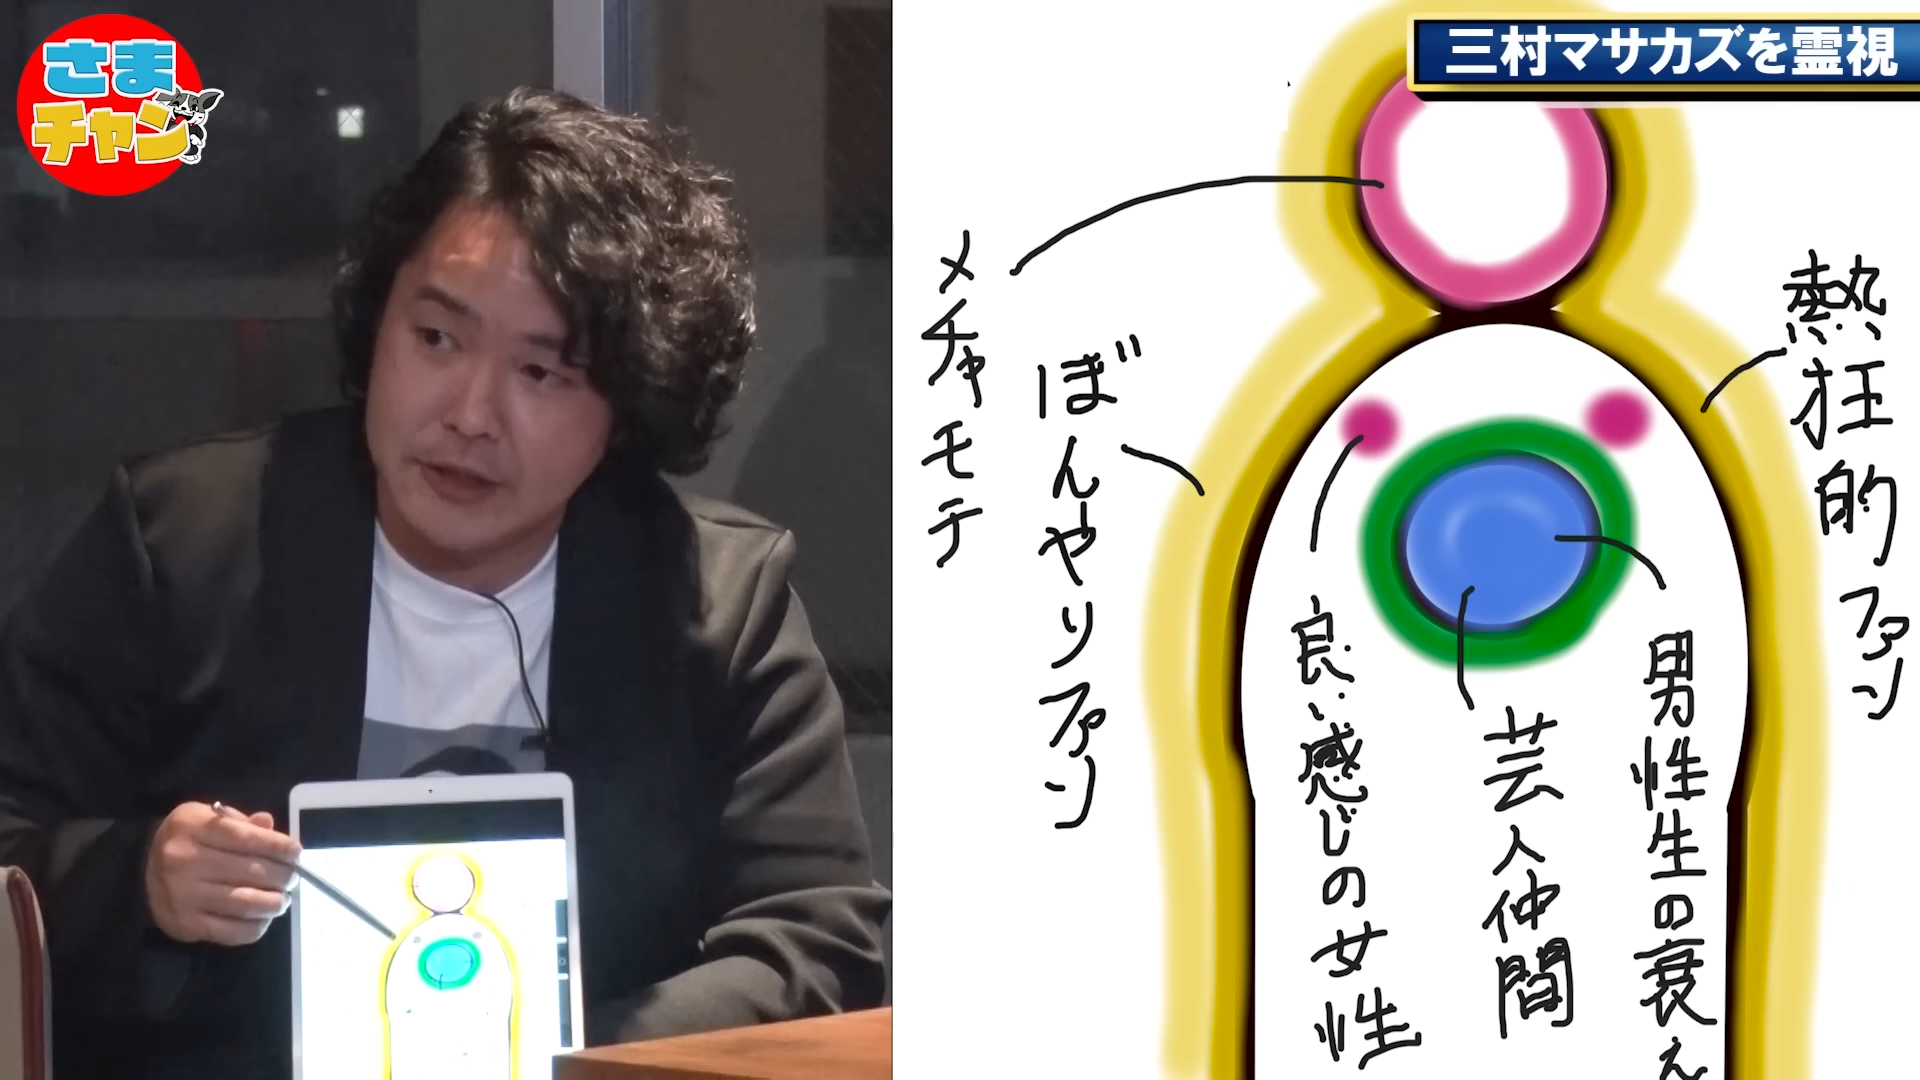 さま
チャン
三村マサカズを霊視
メチャモテ
ぼんやりファン
熱狂的ファン
良い感じの女性
芸人仲間
男性生の衰え